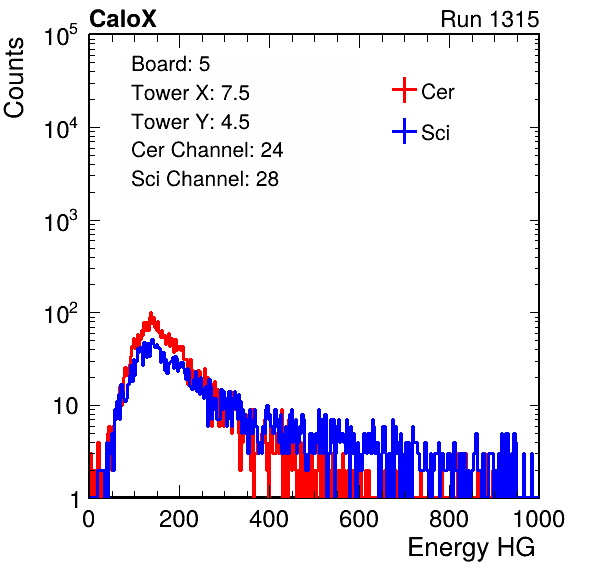 CaloX Run 1315
Counts
10^5
10^4
10^3
10^2
10
1
Board: 5
Tower X: 7.5
Tower Y: 4.5
Cer Channel: 24
Sci Channel: 28
Cer
Sci
0 200 400 600 800 1000
Energy HG